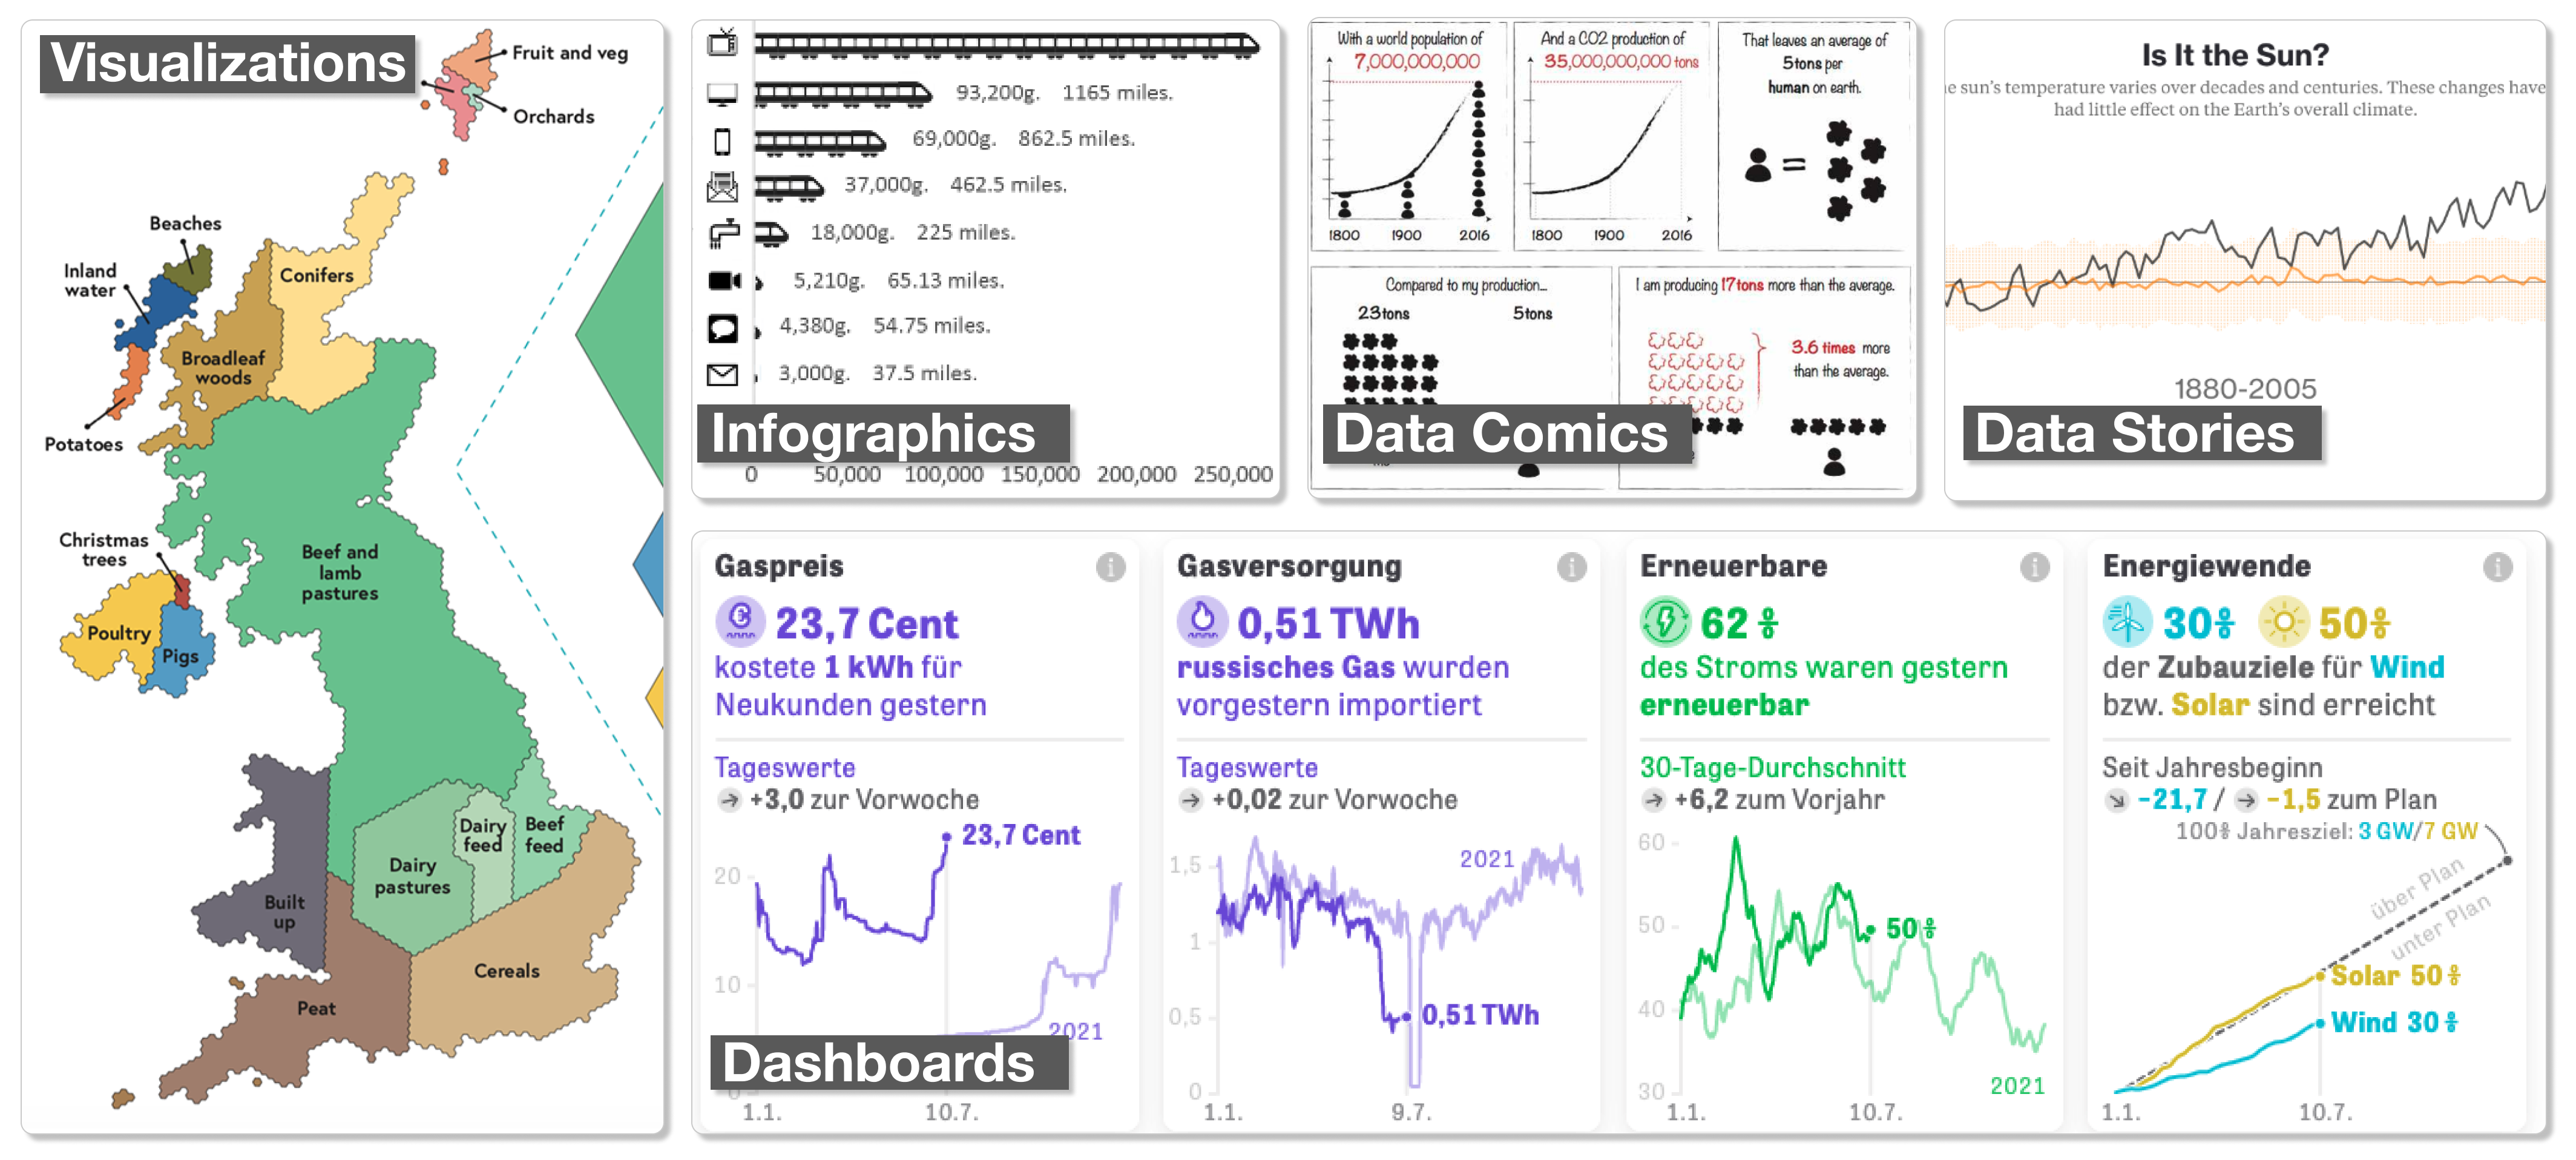 Visualizations
Fruit and veg
Orchards
Beaches
Inland
water
Conifers
Broadleaf
woods
Potatoes
Christmas
trees
Beef and
lamb
pastures
Poultry
Pigs
Dairy
feed
Beef
feed
Dairy
pastures
Built
up
Cereals
Peat
93,200g. 1165 miles.
69,000g. 862.5 miles.
37,000g. 462.5 miles.
18,000g. 225 miles.
5,210g. 65.13 miles.
4,380g. 54.75 miles.
3,000g. 37.5 miles.
Infographics
0 50,000 100,000 150,000 200,000 250,000
With a world population of
7,000,000,000
1800 1900 2016
And a CO2 production of
35,000,000,000 tons
1800 1900 2016
That leaves an average of
5tons per
human on earth.
=
Compared to my production...
23tons 5tons
I am producing 17tons more than the average.
3.6 times more
than the average.
Data Comics
Is It the Sun?
e sun's temperature varies over decades and centuries. These changes have
had little effect on the Earth's overall climate.
1880-2005
Data Stories
Gaspreis i
23,7 Cent
kostete 1 kWh für
Neukunden gestern
Tageswerte
+3,0 zur Vorwoche
23,7 Cent
20
10
2021
0
1.1. 10.7.
Dashboards
Gasversorgung i
0,51 TWh
russisches Gas wurden
vorgestern importiert
Tageswerte
+0,02 zur Vorwoche
1,5 2021
1
0,5 0,51 TWh
0
1.1. 9.7.
Erneuerbare i
62 %
des Stroms waren gestern
erneuerbar
30-Tage-Durchschnitt
+6,2 zum Vorjahr
60
50 50%
40
30 2021
1.1. 10.7.
Energiewende i
30% 50%
der Zubauziele für Wind
bzw. Solar sind erreicht
Seit Jahresbeginn
-21,7 / -1,5 zum Plan
100% Jahresziel: 3 GW/7 GW
über Plan
unter Plan
Solar 50 %
Wind 30 %
1.1. 10.7.